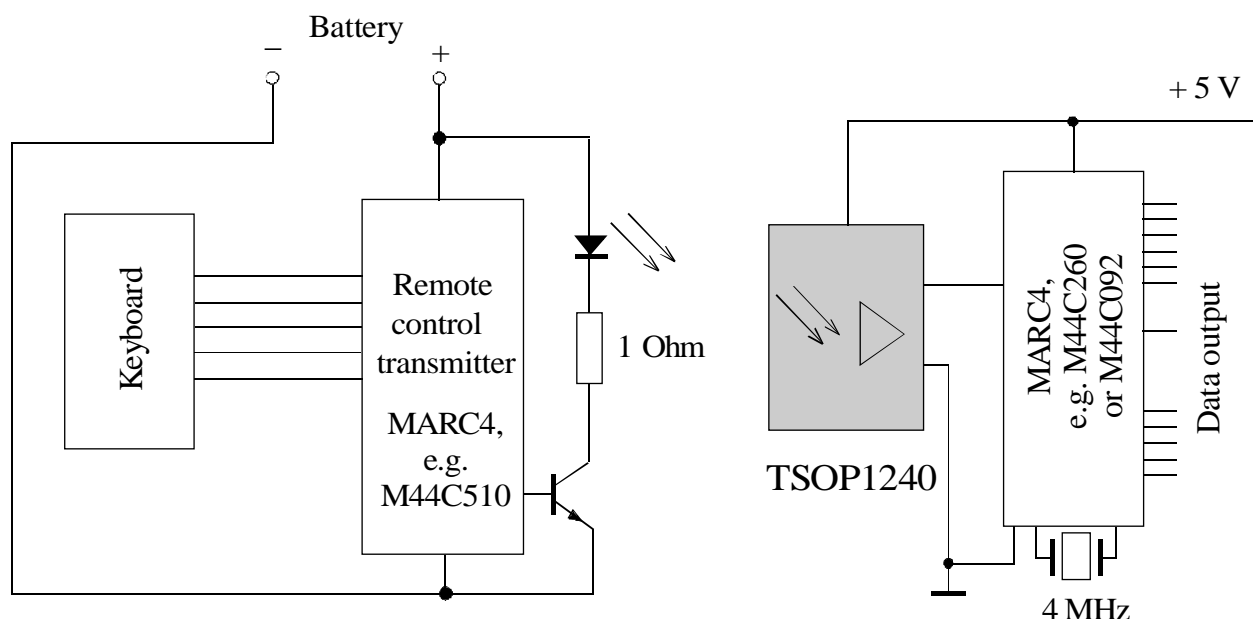 Battery
−
+
Keyboard
Remote
control
transmitter
MARC4,
e.g.
M44C510
1 Ohm
+ 5 V
TSOP1240
MARC4,
e.g. M44C260
or M44C092
Data output
4 MHz